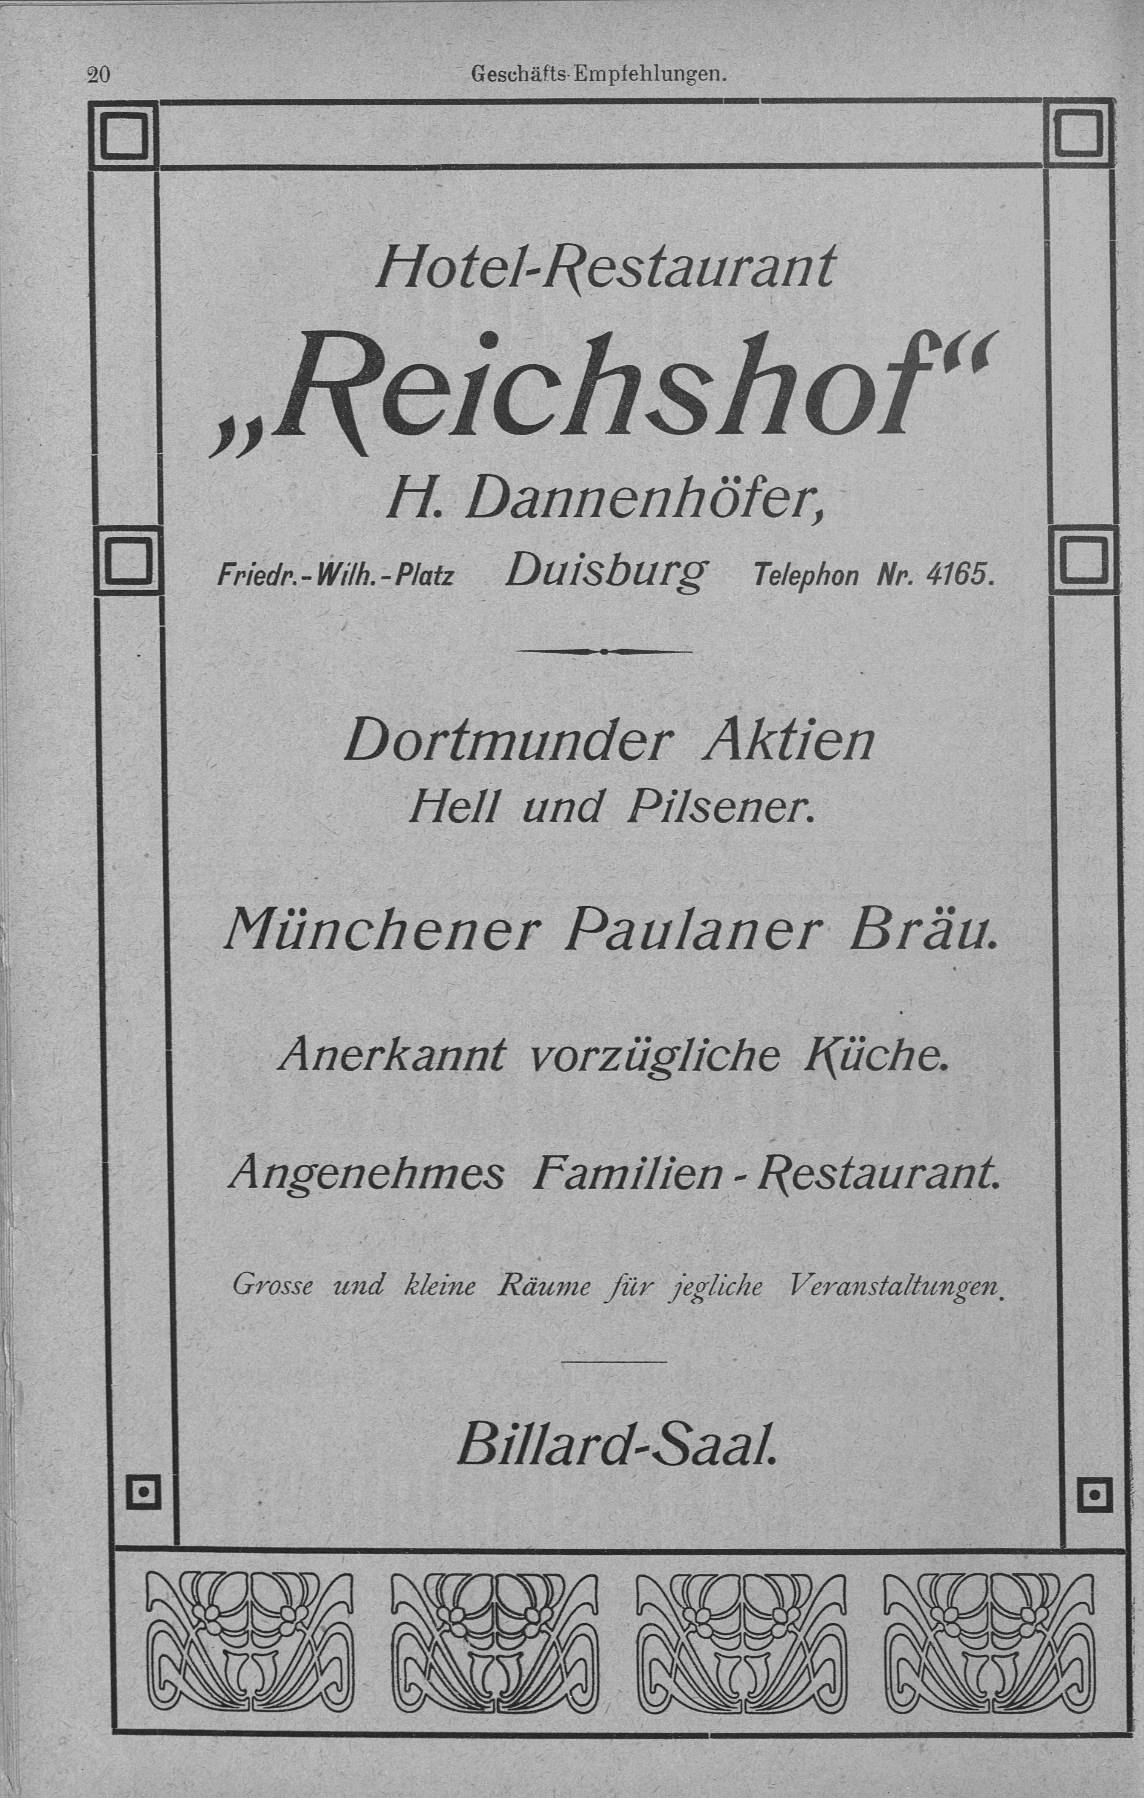 20
Geschäfts-Empfehlungen.
Hotel-Restaurant
„Reichshof“
H. Dannenhöfer,
Friedr.-Wilh.-Platz Duisburg Telephon Nr. 4165.
Dortmunder Aktien
Hell und Pilsener.
Münchener Paulaner Bräu.
Anerkannt vorzügliche Küche.
Angenehmes Familien-Restaurant.
Grosse und kleine Räume für jegliche Veranstaltungen.
Billard-Saal.